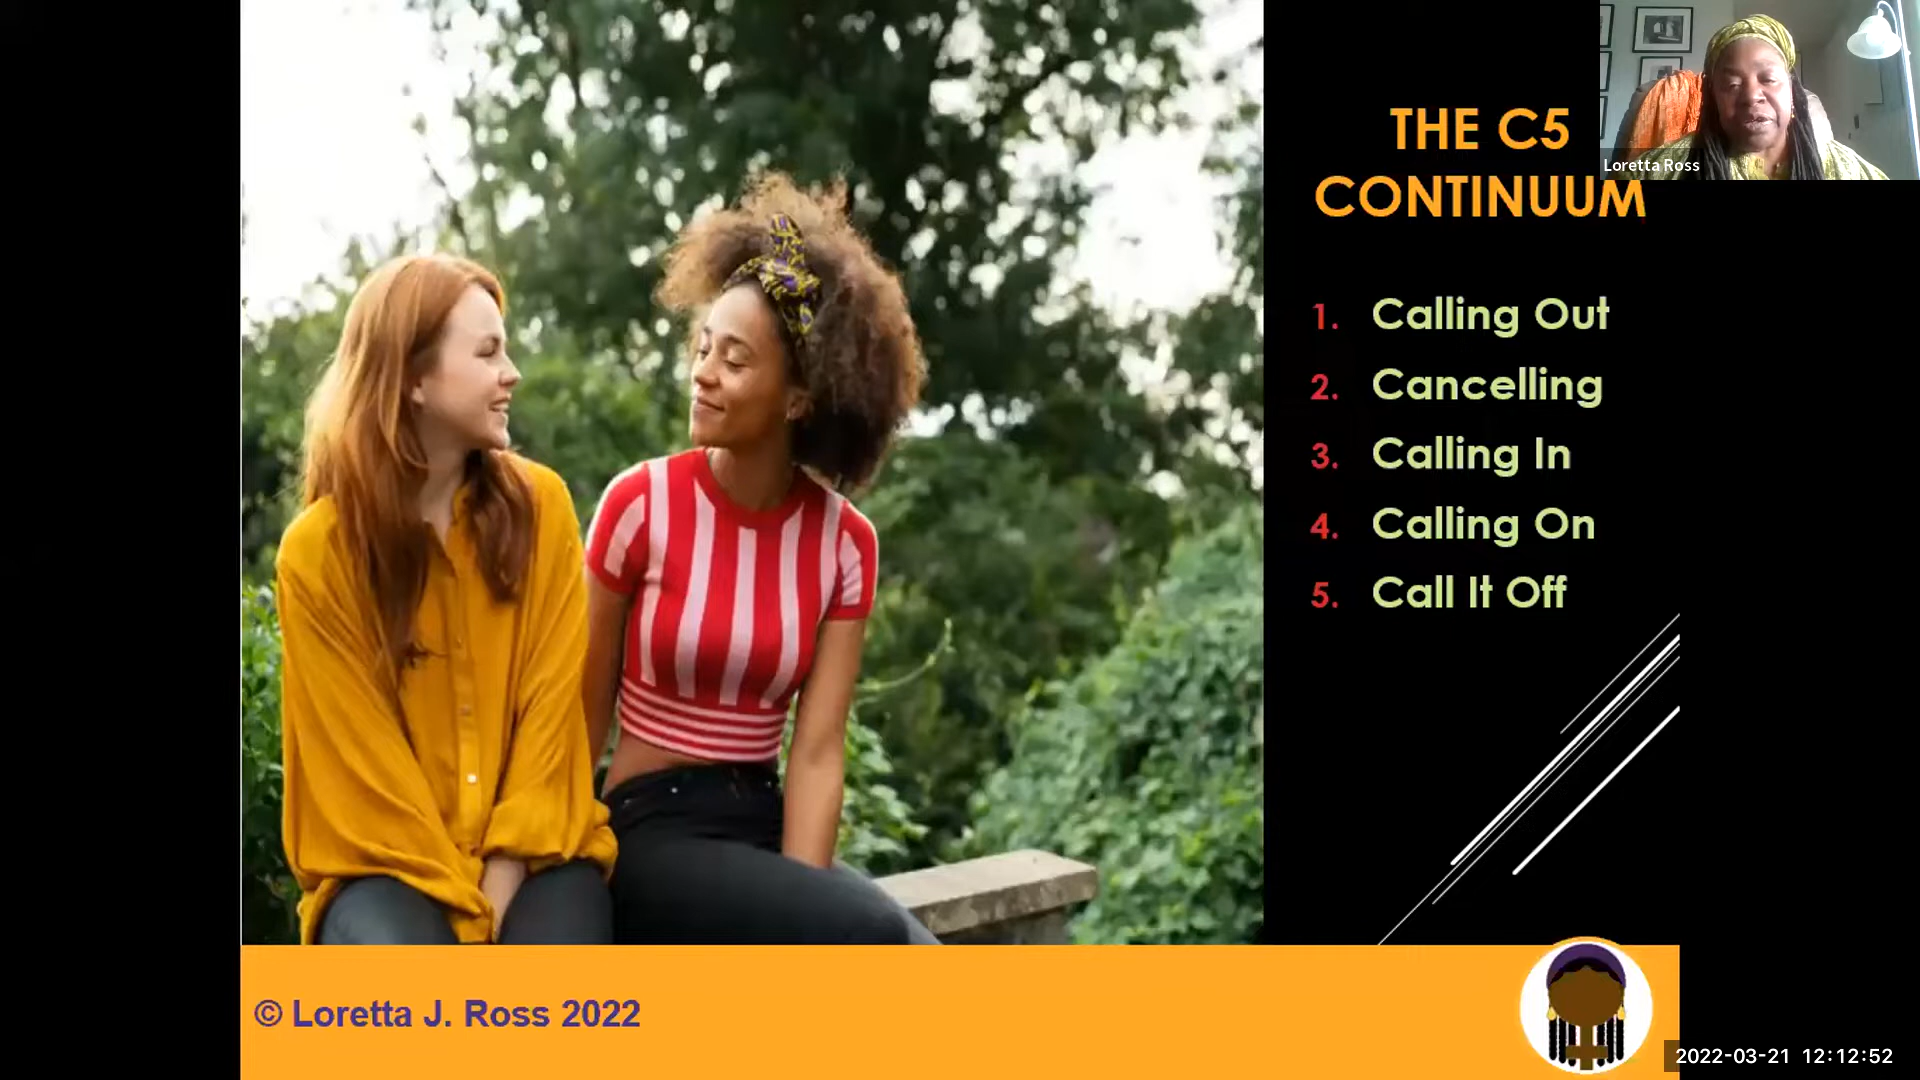 THE C5
CONTINUUM
Loretta Ross
1. Calling Out
2. Cancelling
3. Calling In
4. Calling On
5. Call It Off
© Loretta J. Ross 2022
2022-03-21 12:12:52